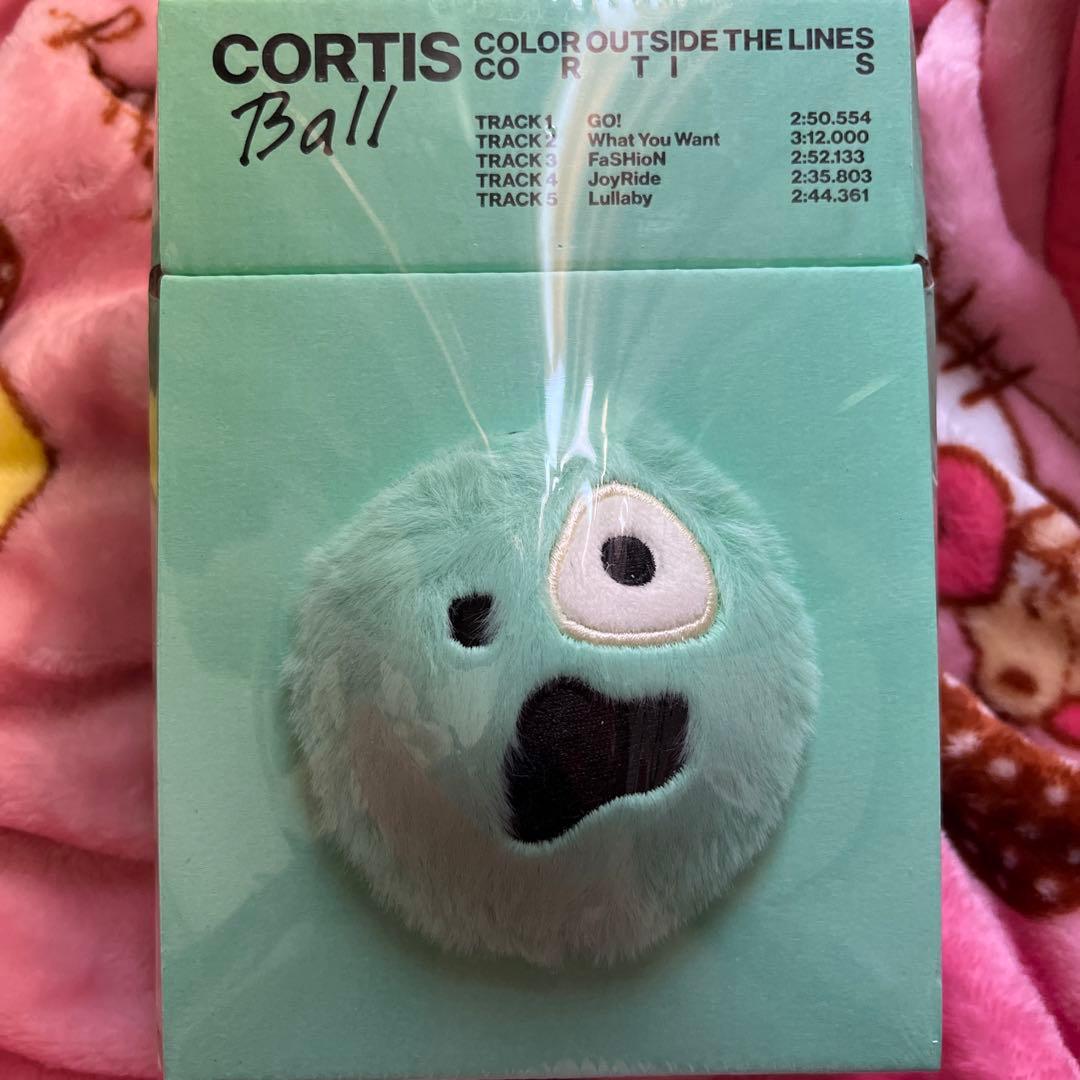 CORTIS
Ball
COLOR OUTSIDE THE LINES
CO R T I S
TRACK 1 GO! 2:50.554
TRACK 2 What You Want 3:12.000
TRACK 3 FaSHioN 2:52.133
TRACK 4 JoyRide 2:35.803
TRACK 5 Lullaby 2:44.361